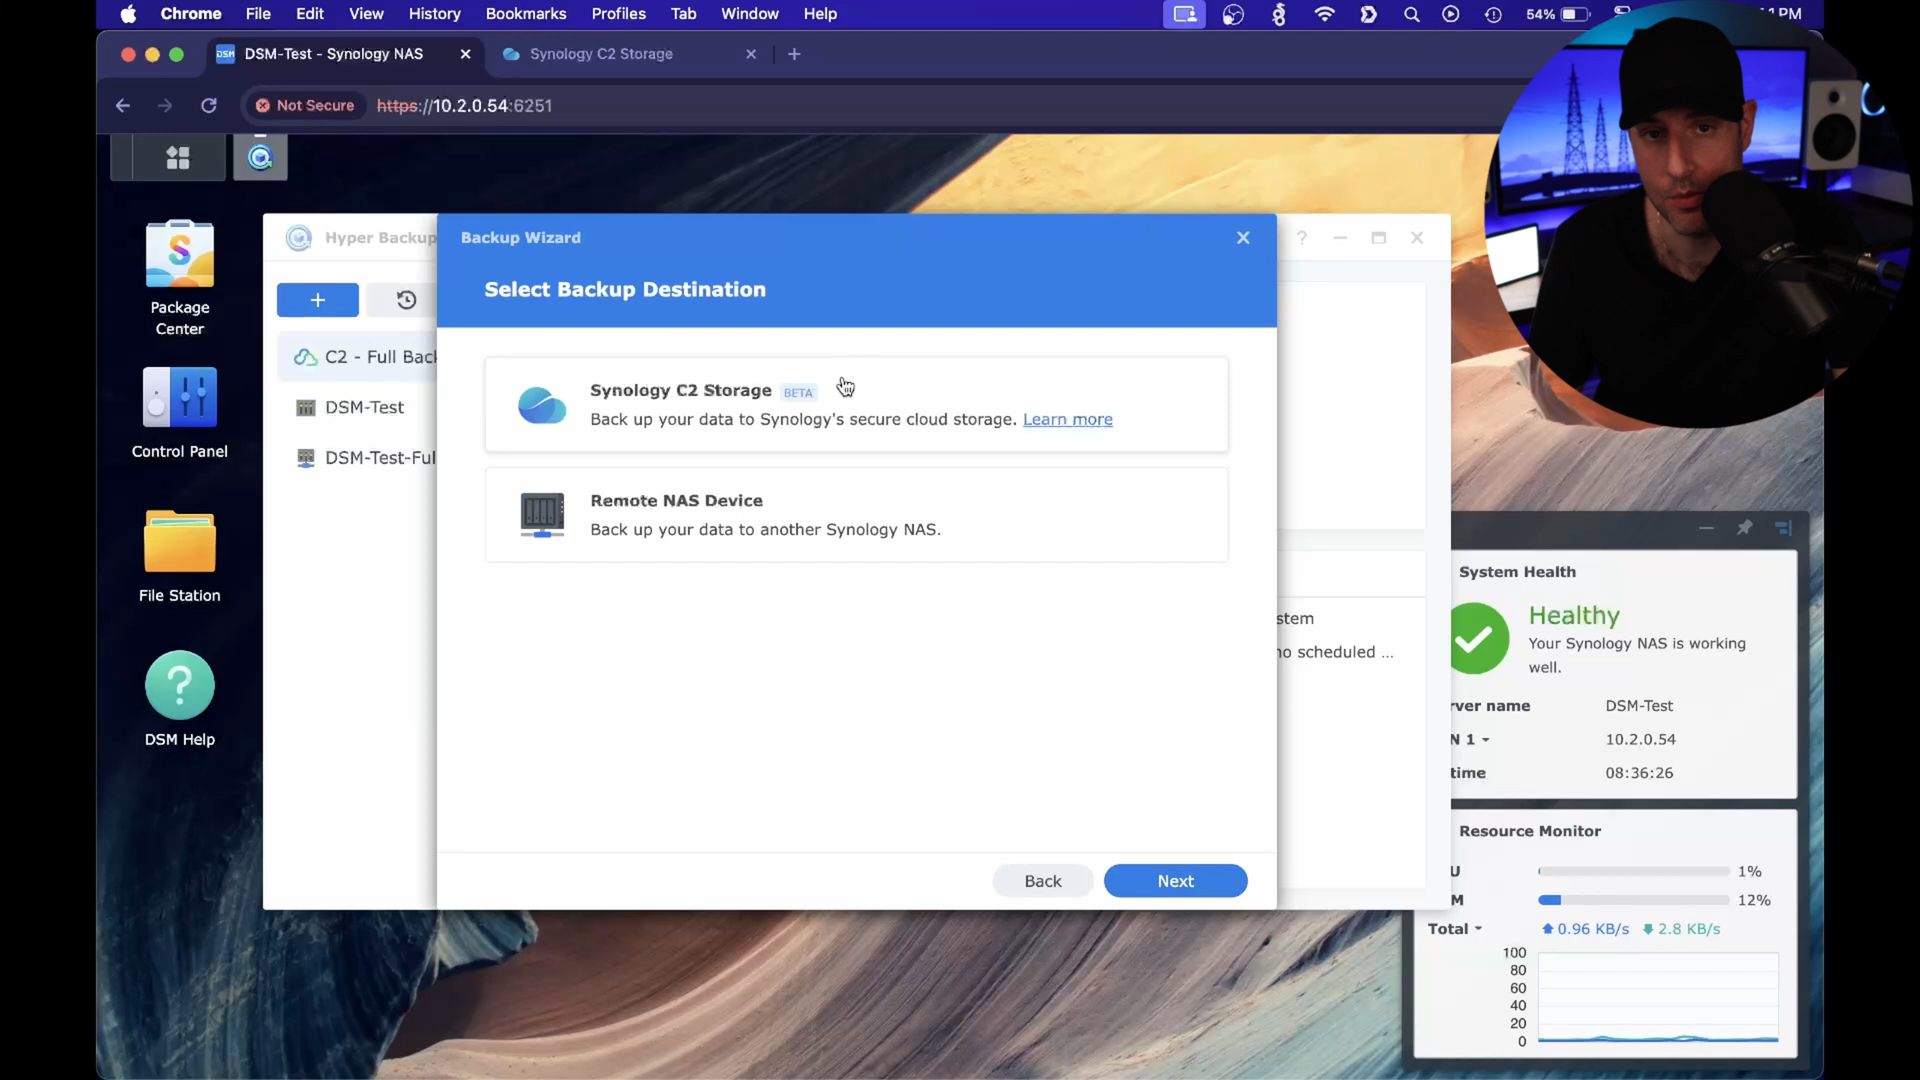 Chrome File Edit View History Bookmarks Profiles Tab Window Help 54%
DSM DSM-Test - Synology NAS Synology C2 Storage
Not Secure https://10.2.0.54:6251
Package
Center
Control Panel
File Station
DSM Help
Hyper Backup
C2 - Full Back
DSM-Test
DSM-Test-Ful
Backup Wizard
Select Backup Destination
Synology C2 Storage BETA
Back up your data to Synology's secure cloud storage. Learn more
Remote NAS Device
Back up your data to another Synology NAS.
Back Next
stem
no scheduled ...
System Health
Healthy
Your Synology NAS is working
well.
rver name DSM-Test
N 1 10.2.0.54
time 08:36:26
Resource Monitor
U 1%
M 12%
Total 0.96 KB/s 2.8 KB/s
100
80
60
40
20
0